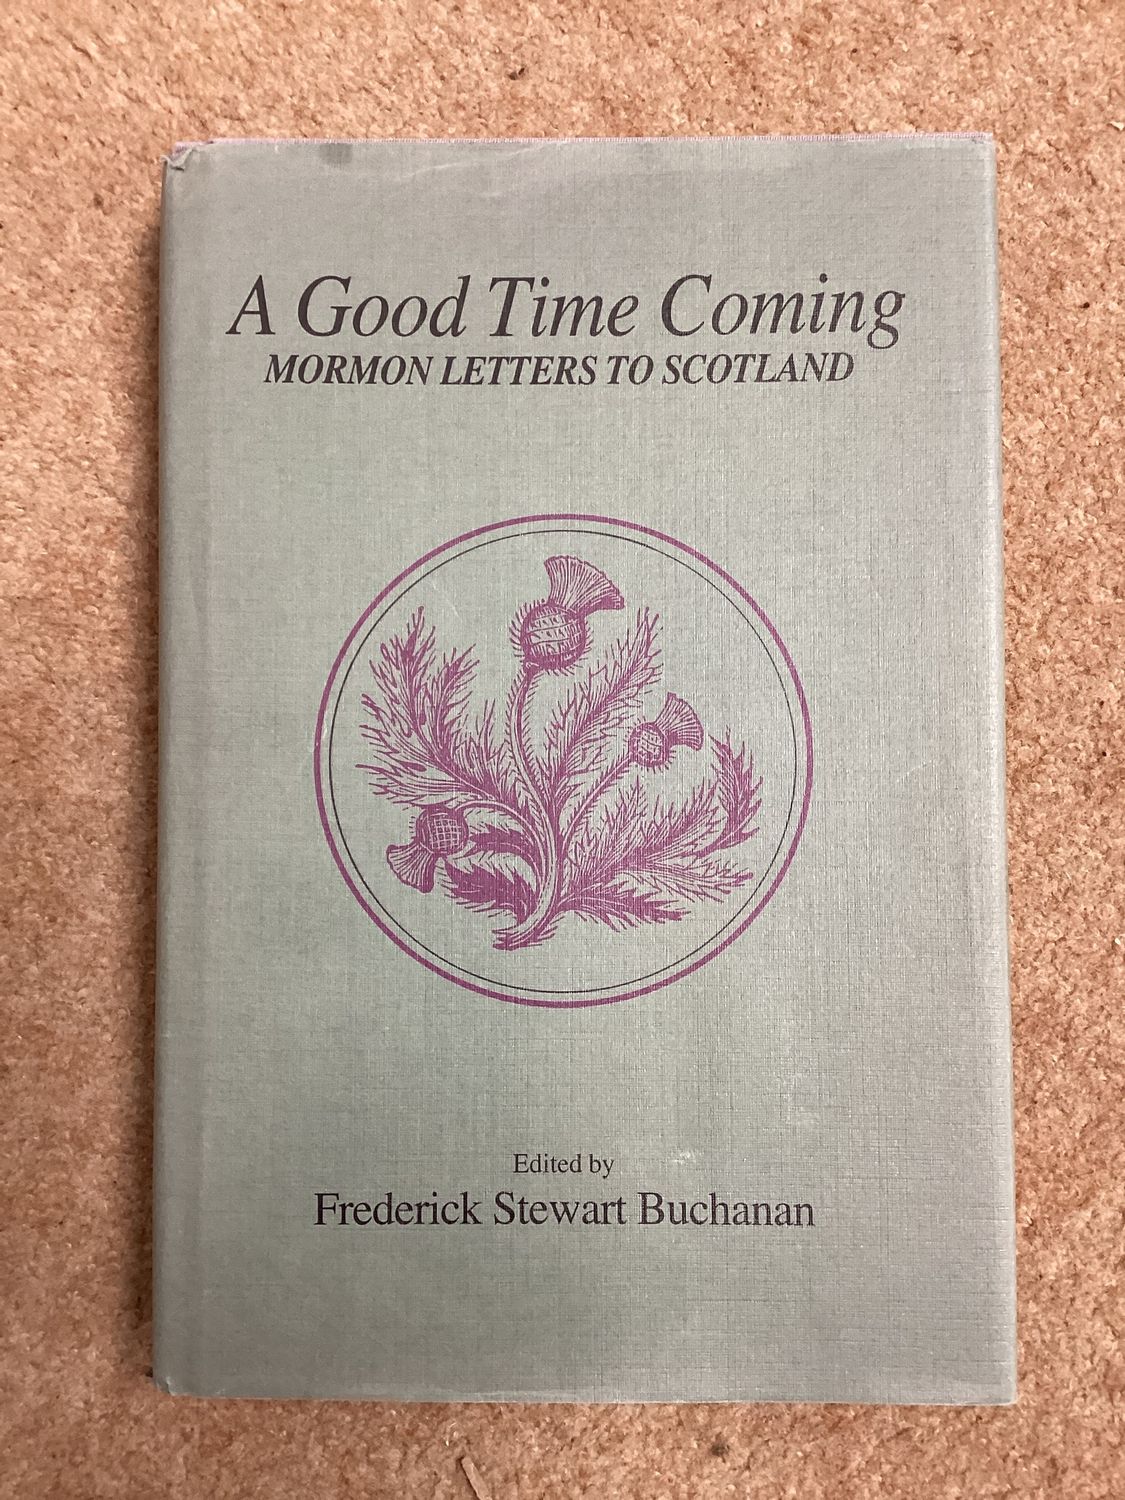 A Good Time Coming
MORMON LETTERS TO SCOTLAND
Edited by
Frederick Stewart Buchanan